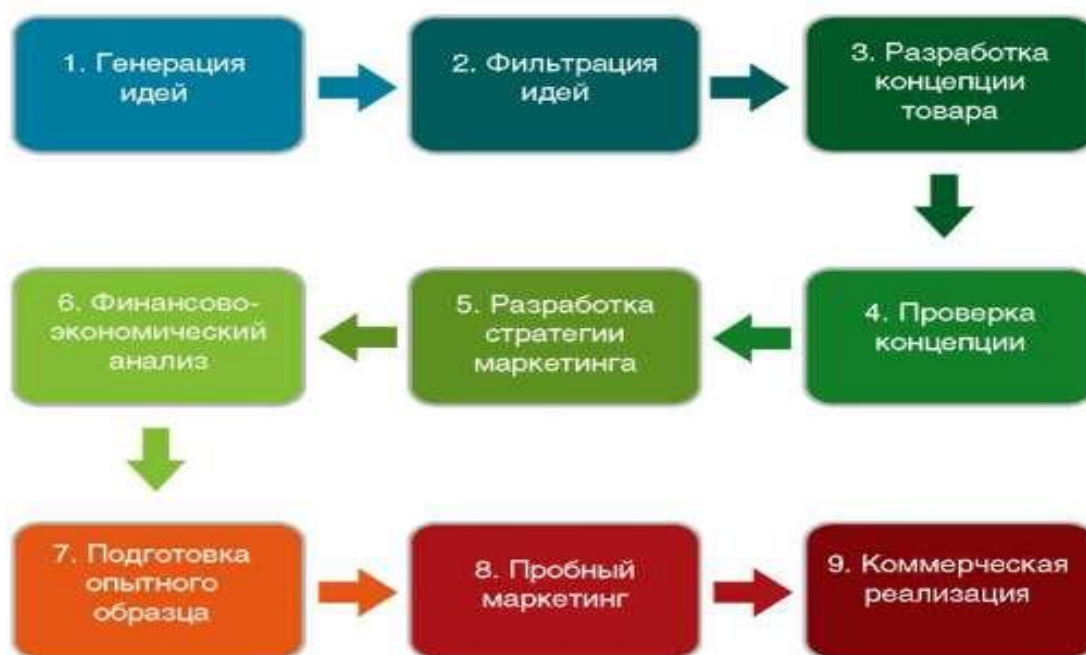 1. Генерация
идей
2. Фильтрация
идей
3. Разработка
концепции
товара
4. Проверка
концепции
5. Разработка
стратегии
маркетинга
6. Финансово-
экономический
анализ
7. Подготовка
опытного
образца
8. Пробный
маркетинг
9. Коммерческая
реализация